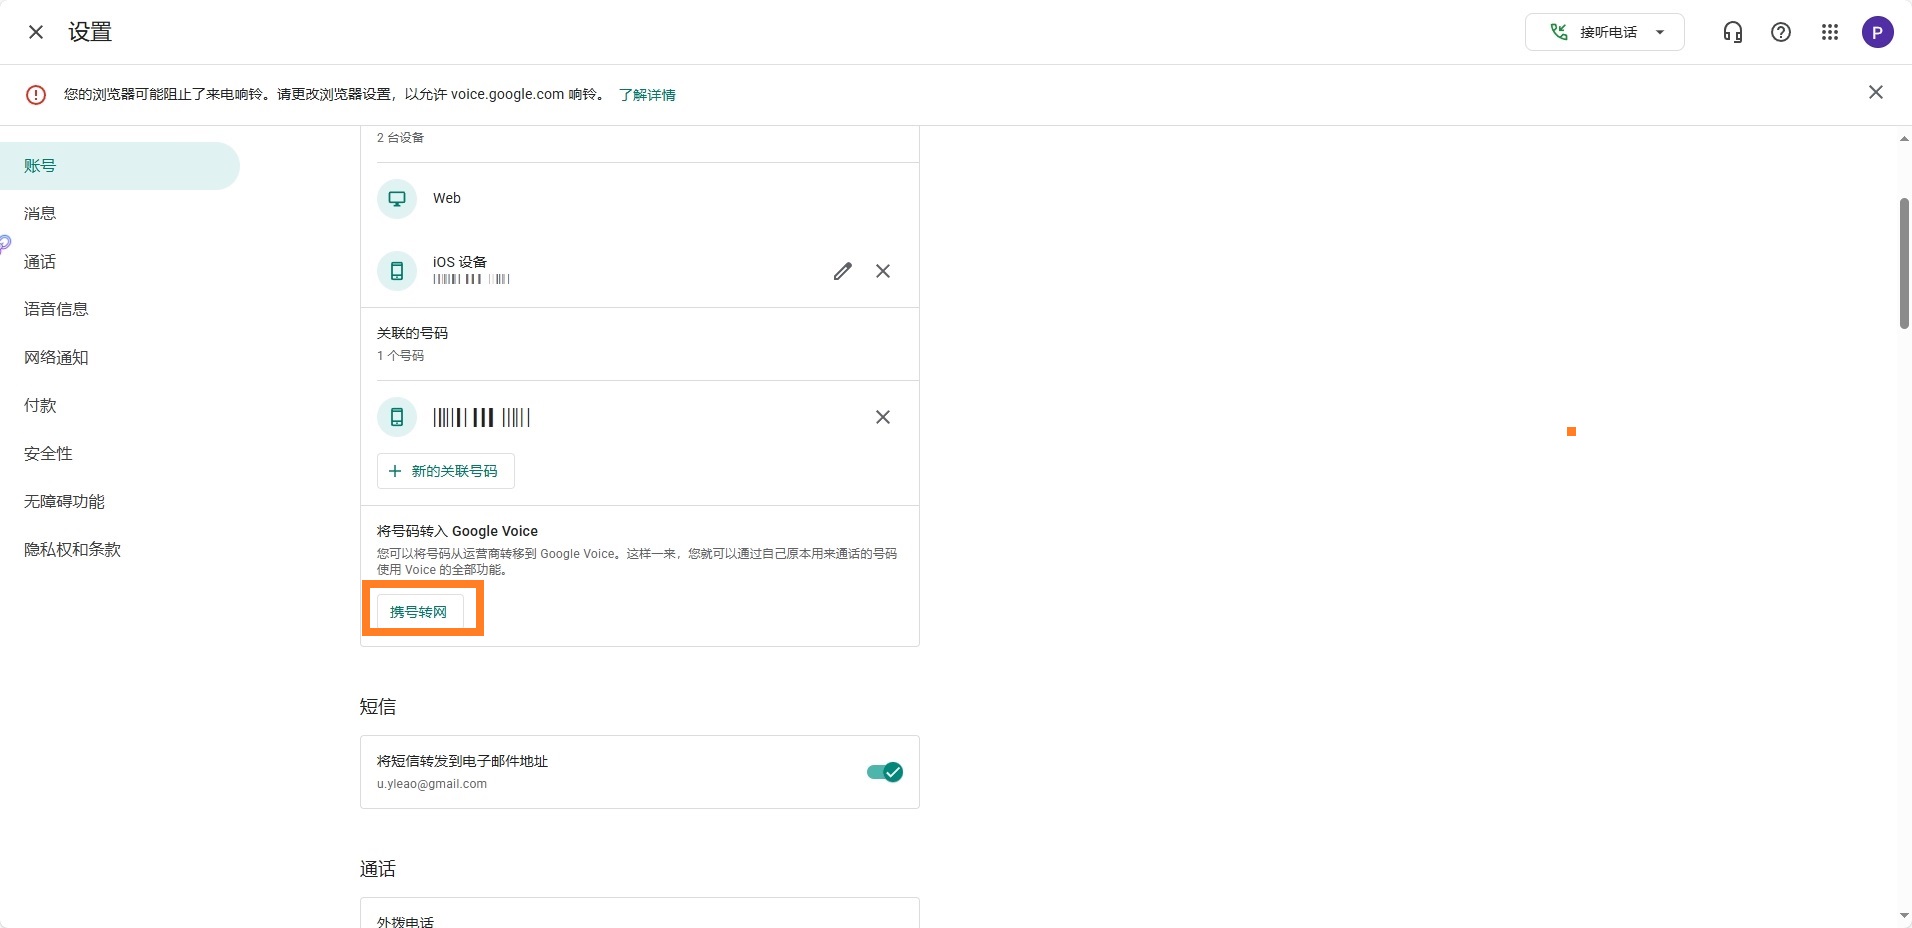 设置
接听电话
P
您的浏览器可能阻止了来电响铃。请更改浏览器设置，以允许 voice.google.com 响铃。 了解详情
账号
消息
通话
语音信息
网络通知
付款
安全性
无障碍功能
隐私权和条款
2 台设备
Web
iOS 设备
关联的号码
1 个号码
+ 新的关联号码
将号码转入 Google Voice
您可以将号码从运营商转移到 Google Voice。这样一来，您就可以通过自己原本用来通话的号码
使用 Voice 的全部功能。
携号转网
短信
将短信转发到电子邮件地址
u.yleao@gmail.com
通话
外拨电话